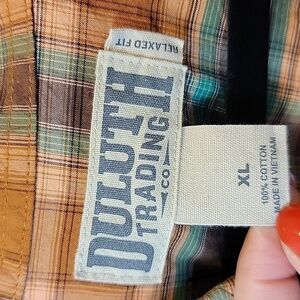 RELAXED FIT
DULUTH
TRADING
CO
XL
100% COTTON
MADE IN VIETNAM